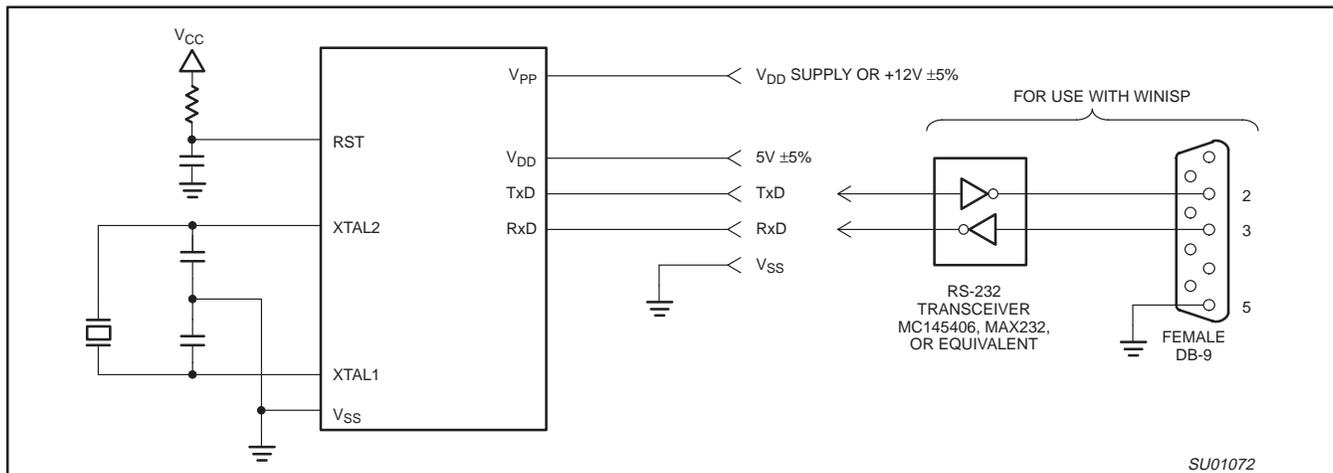 VCC
RST
XTAL2
XTAL1
VSS
VPP
VDD
TxD
RxD
VDD SUPPLY OR +12V ±5%
5V ±5%
TxD
RxD
VSS
FOR USE WITH WINISP
RS-232
TRANSCEIVER
MC145406, MAX232,
OR EQUIVALENT
2
3
5
FEMALE
DB-9
SU01072